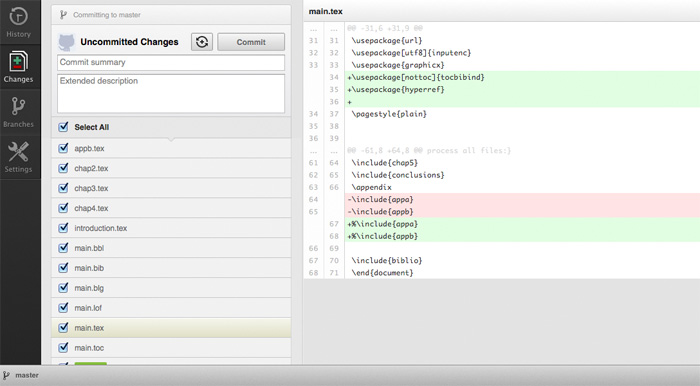 History
Changes
Branches
Settings
Committing to master
Uncommitted Changes
Commit
Commit summary
Extended description
Select All
appb.tex
chap2.tex
chap3.tex
chap4.tex
introduction.tex
main.bbl
main.bib
main.blg
main.lof
main.tex
main.toc
main.tex
... ... @@ -31,6 +31,9 @@
31 31 \usepackage{url}
32 32 \usepackage[utf8]{inputenc}
33 33 \usepackage{graphicx}
34 +\usepackage[nottoc]{tocbibind}
35 +\usepackage{hyperref}
36 +
34 37 \pagestyle{plain}
35 38
36 39
... ... @@ -61,8 +64,8 @@ process all files:}
61 64 \include{chap5}
62 65 \include{conclusions}
63 66 \appendix
64 -\include{appa}
65 -\include{appb}
67 +%\include{appa}
68 +%\include{appb}
66 69
67 70 \include{biblio}
68 71 \end{document}
master